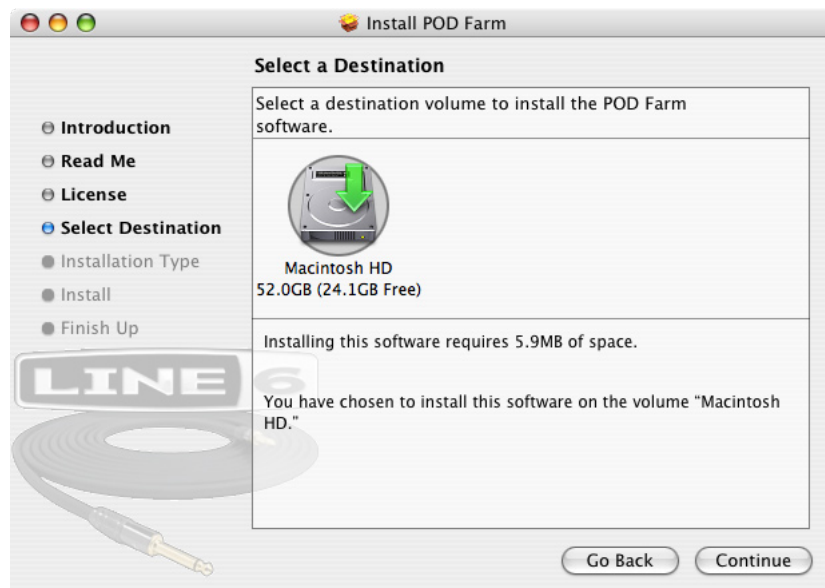 Install POD Farm
Select a Destination
Introduction
Read Me
License
Select Destination
Installation Type
Install
Finish Up
Select a destination volume to install the POD Farm
software.
Macintosh HD
52.0GB (24.1GB Free)
Installing this software requires 5.9MB of space.
You have chosen to install this software on the volume “Macintosh
HD.”
LINE 6
Go Back
Continue